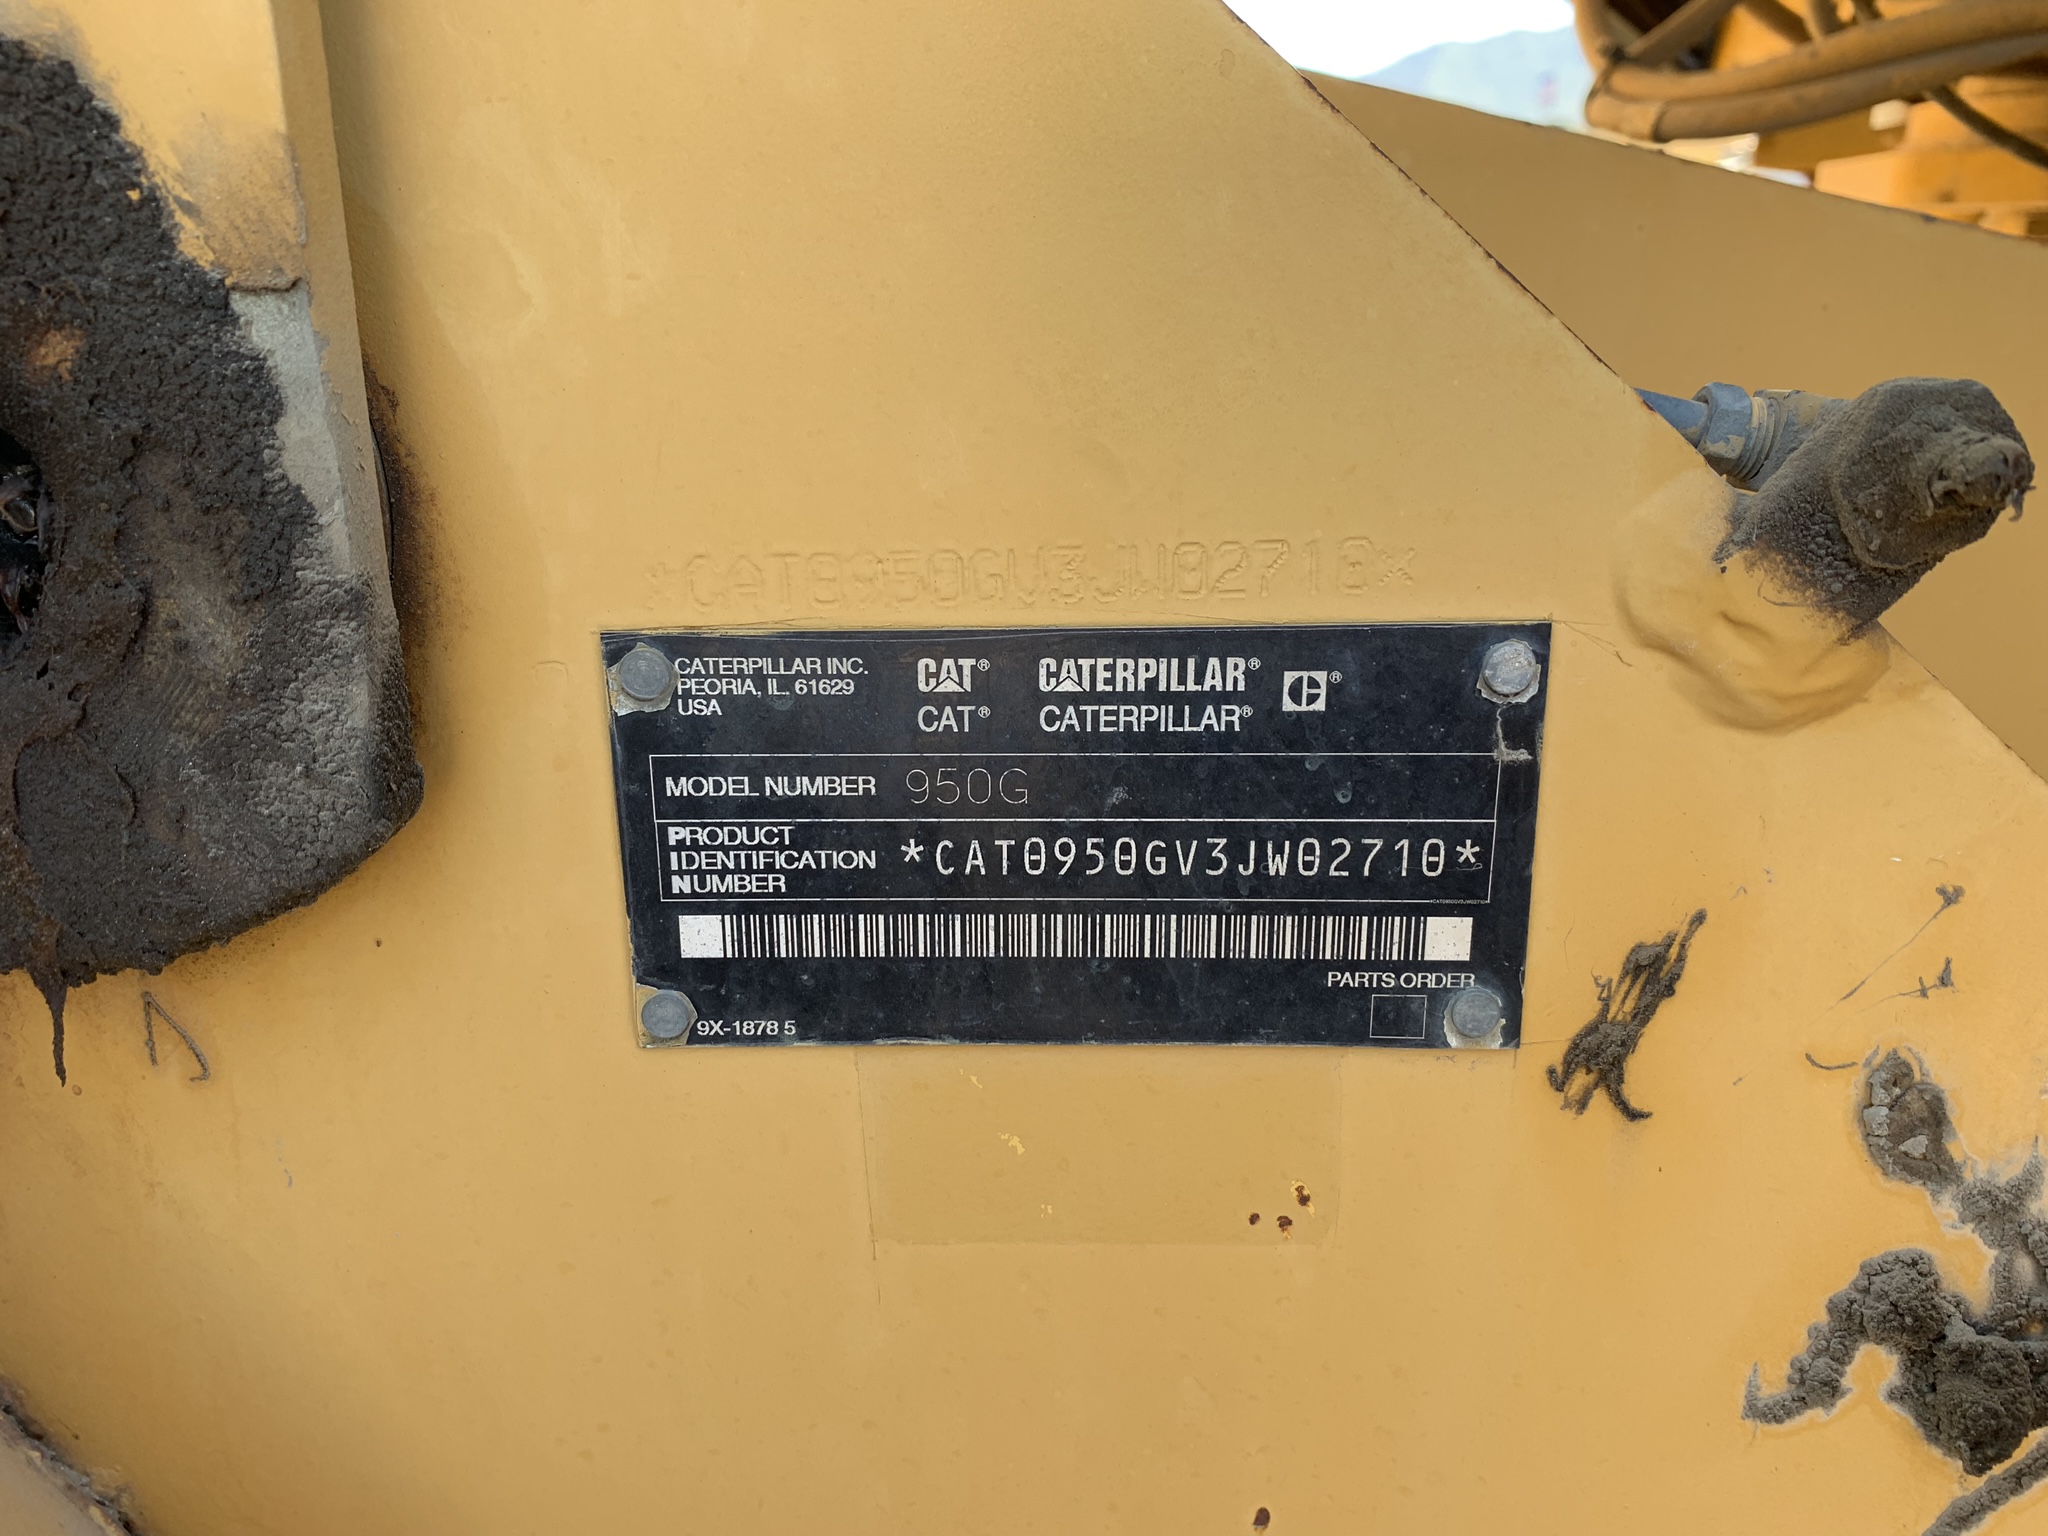 *CAT0950GV3JW02710*
CATERPILLAR INC.
PEORIA, IL. 61629
USA
CAT® CATERPILLAR® ®
CAT® CATERPILLAR®
MODEL NUMBER 950G
PRODUCT
IDENTIFICATION
NUMBER
*CAT0950GV3JW02710*
*CAT0950GV3JW02710*
PARTS ORDER
9X-1878 5